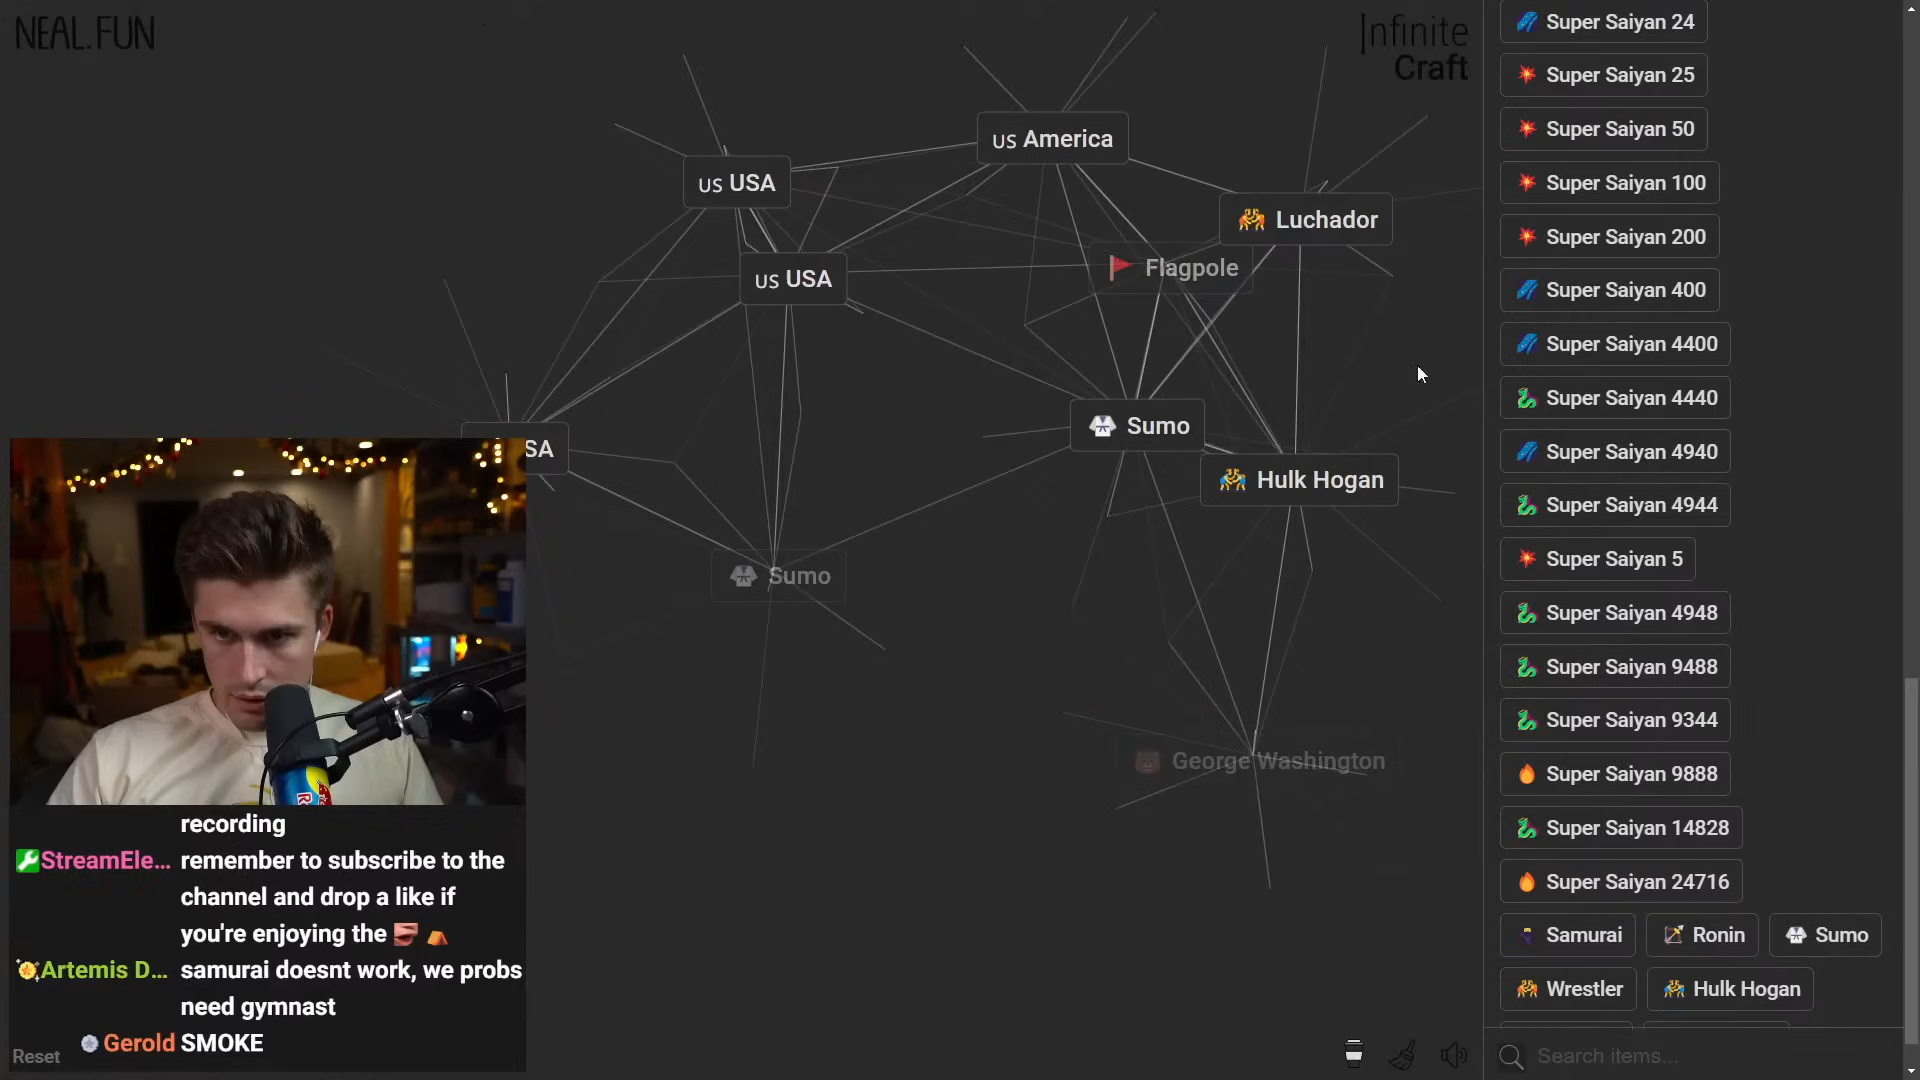 NEAL.FUN
Infinite
Craft
US America
US USA
Luchador
Flagpole
US USA
Sumo
SA
Hulk Hogan
Sumo
George Washington
Super Saiyan 24
Super Saiyan 25
Super Saiyan 50
Super Saiyan 100
Super Saiyan 200
Super Saiyan 400
Super Saiyan 4400
Super Saiyan 4440
Super Saiyan 4940
Super Saiyan 4944
Super Saiyan 5
Super Saiyan 4948
Super Saiyan 9488
Super Saiyan 9344
Super Saiyan 9888
Super Saiyan 14828
Super Saiyan 24716
Samurai Ronin Sumo
Wrestler Hulk Hogan
Search items...
recording
StreamEle... remember to subscribe to the
channel and drop a like if
you're enjoying the
Artemis D... samurai doesnt work, we probs
need gymnast
Gerold SMOKE
Reset